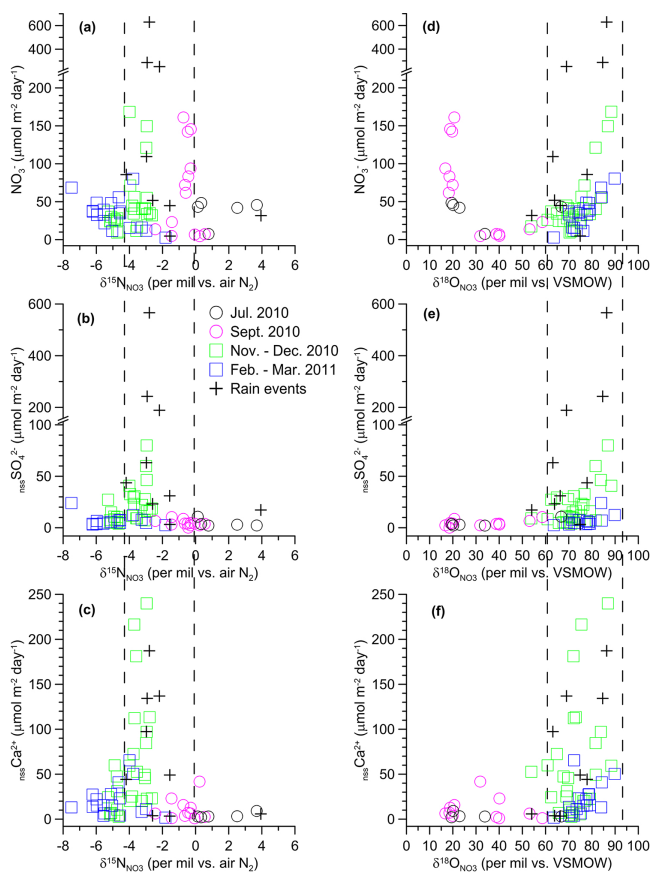 (a)
NO₃⁻ (μmol m⁻² day⁻¹)
600
400
200
200
150
100
50
0
-8 -6 -4 -2 0 2 4 6
δ¹⁵N_NO3 (per mil vs. air N₂)
(d)
NO₃⁻ (μmol m⁻² day⁻¹)
600
400
200
200
150
100
50
0
0 10 20 30 40 50 60 70 80 90 100
δ¹⁸O_NO3 (per mil vs. VSMOW)
(b)
nssSO₄²⁻ (μmol m⁻² day⁻¹)
600
400
200
100
50
0
-8 -6 -4 -2 0 2 4 6
δ¹⁵N_NO3 (per mil vs. air N₂)
Jul. 2010
Sept. 2010
Nov. - Dec. 2010
Feb. - Mar. 2011
Rain events
(e)
nssSO₄²⁻ (μmol m⁻² day⁻¹)
600
400
200
100
50
0
0 10 20 30 40 50 60 70 80 90 100
δ¹⁸O_NO3 (per mil vs. VSMOW)
(c)
nssCa²⁺ (μmol m⁻² day⁻¹)
250
200
150
100
50
0
-8 -6 -4 -2 0 2 4 6
δ¹⁵N_NO3 (per mil vs. air N₂)
(f)
nssCa²⁺ (μmol m⁻² day⁻¹)
250
200
150
100
50
0
0 10 20 30 40 50 60 70 80 90 100
δ¹⁸O_NO3 (per mil vs. VSMOW)